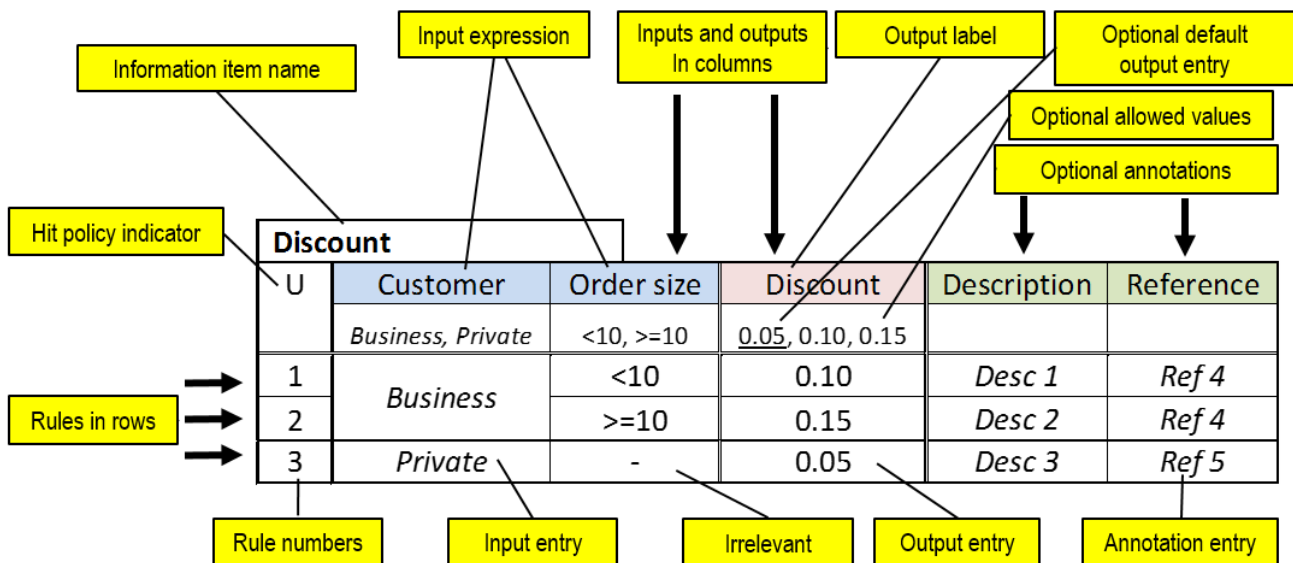 Input expression
Inputs and outputs
In columns
Output label
Optional default
output entry
Information item name
Optional allowed values
Optional annotations
Hit policy indicator
Discount
U Customer Order size Discount Description Reference
Business, Private <10, >=10 0.05, 0.10, 0.15
1 Business <10 0.10 Desc 1 Ref 4
Rules in rows
2 >=10 0.15 Desc 2 Ref 4
3 Private - 0.05 Desc 3 Ref 5
Rule numbers
Input entry
Irrelevant
Output entry
Annotation entry